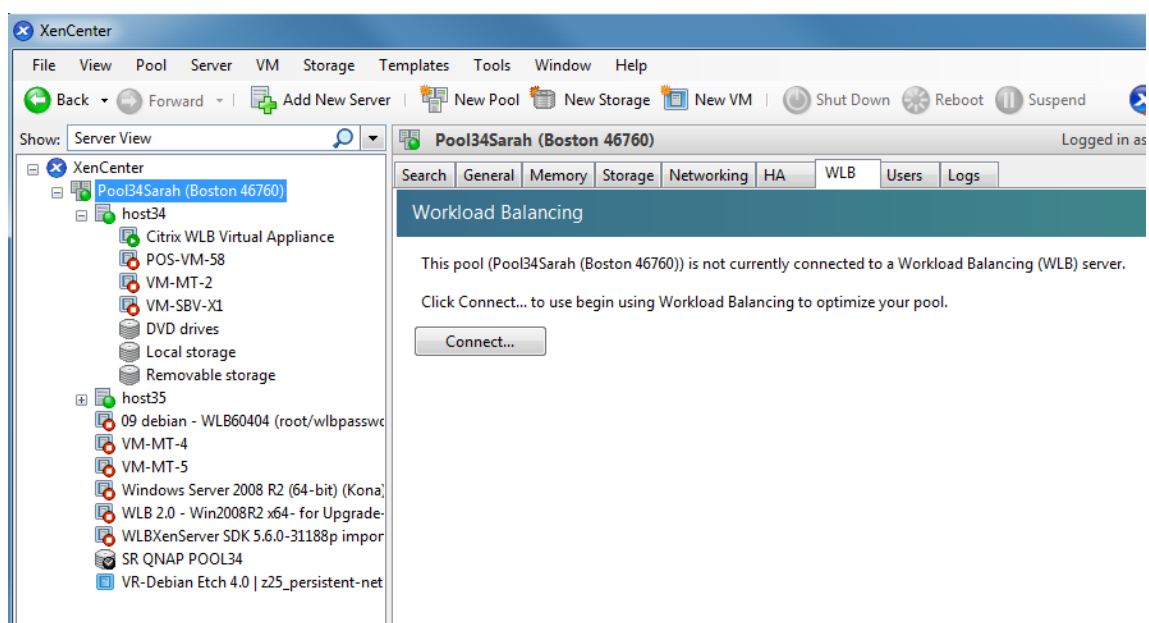 XenCenter
File View Pool Server VM Storage Templates Tools Window Help
Back Forward Add New Server New Pool New Storage New VM Shut Down Reboot Suspend
Show: Server View
Pool34Sarah (Boston 46760) Logged in as
XenCenter
Pool34Sarah (Boston 46760)
host34
Citrix WLB Virtual Appliance
POS-VM-58
VM-MT-2
VM-SBV-X1
DVD drives
Local storage
Removable storage
host35
09 debian - WLB60404 (root/wlbpasswo
VM-MT-4
VM-MT-5
Windows Server 2008 R2 (64-bit) (Kona)
WLB 2.0 - Win2008R2 x64- for Upgrade-
WLBXenServer SDK 5.6.0-31188p impor
SR QNAP POOL34
VR-Debian Etch 4.0 | z25_persistent-net
Search General Memory Storage Networking HA WLB Users Logs
Workload Balancing
This pool (Pool34Sarah (Boston 46760)) is not currently connected to a Workload Balancing (WLB) server.
Click Connect... to use begin using Workload Balancing to optimize your pool.
Connect...